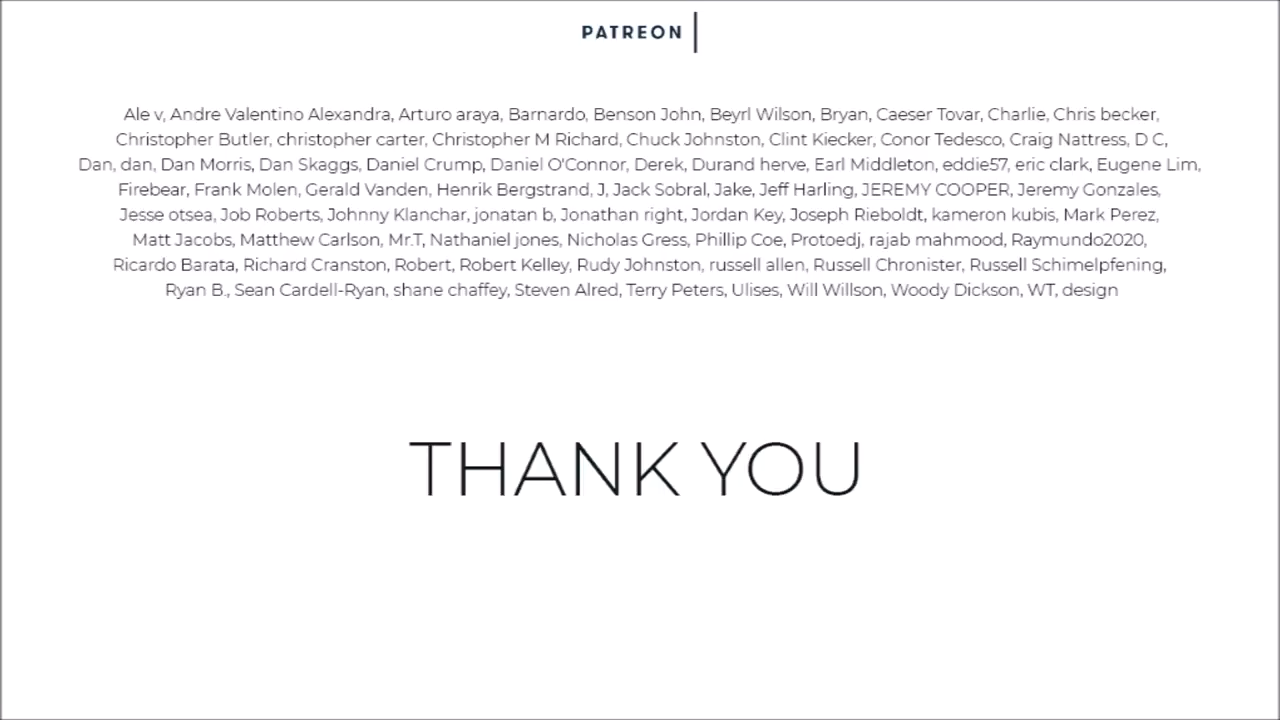 PATREON
Ale v, Andre Valentino Alexandra, Arturo araya, Barnardo, Benson John, Beyrl Wilson, Bryan, Caeser Tovar, Charlie, Chris becker,
Christopher Butler, christopher carter, Christopher M Richard, Chuck Johnston, Clint Kiecker, Conor Tedesco, Craig Nattress, D C,
Dan, dan, Dan Morris, Dan Skaggs, Daniel Crump, Daniel O'Connor, Derek, Durand herve, Earl Middleton, eddie57, eric clark, Eugene Lim,
Firebear, Frank Molen, Gerald Vanden, Henrik Bergstrand, J, Jack Sobral, Jake, Jeff Harling, JEREMY COOPER, Jeremy Gonzales,
Jesse otsea, Job Roberts, Johnny Klanchar, jonatan b, Jonathan right, Jordan Key, Joseph Rieboldt, kameron kubis, Mark Perez,
Matt Jacobs, Matthew Carlson, Mr.T, Nathaniel jones, Nicholas Gress, Phillip Coe, Protoedj, rajab mahmood, Raymundo2020,
Ricardo Barata, Richard Cranston, Robert, Robert Kelley, Rudy Johnston, russell allen, Russell Chronister, Russell Schimelpfening,
Ryan B., Sean Cardell-Ryan, shane chaffey, Steven Alred, Terry Peters, Ulises, Will Willson, Woody Dickson, WT, design
THANK YOU